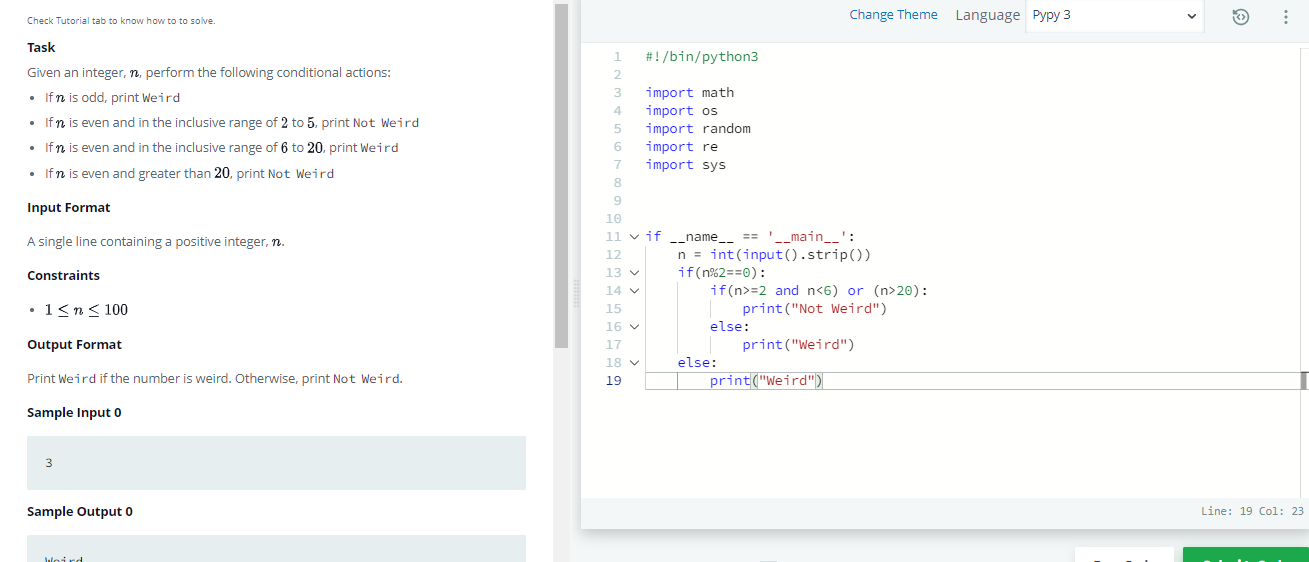 Check Tutorial tab to know how to to solve.
Task
Given an integer, n, perform the following conditional actions:
• If n is odd, print Weird
• If n is even and in the inclusive range of 2 to 5, print Not Weird
• If n is even and in the inclusive range of 6 to 20, print Weird
• If n is even and greater than 20, print Not Weird
Input Format
A single line containing a positive integer, n.
Constraints
• 1 ≤ n ≤ 100
Output Format
Print Weird if the number is weird. Otherwise, print Not Weird.
Sample Input 0
3
Sample Output 0
Weird
Change Theme Language Pypy 3
1 #!/bin/python3
2
3 import math
4 import os
5 import random
6 import re
7 import sys
8
9
10
11 if __name__ == '__main__':
12 n = int(input().strip())
13 if(n%2==0):
14 if(n>=2 and n<6) or (n>20):
15 print("Not Weird")
16 else:
17 print("Weird")
18 else:
19 print("Weird")
Line: 19 Col: 23